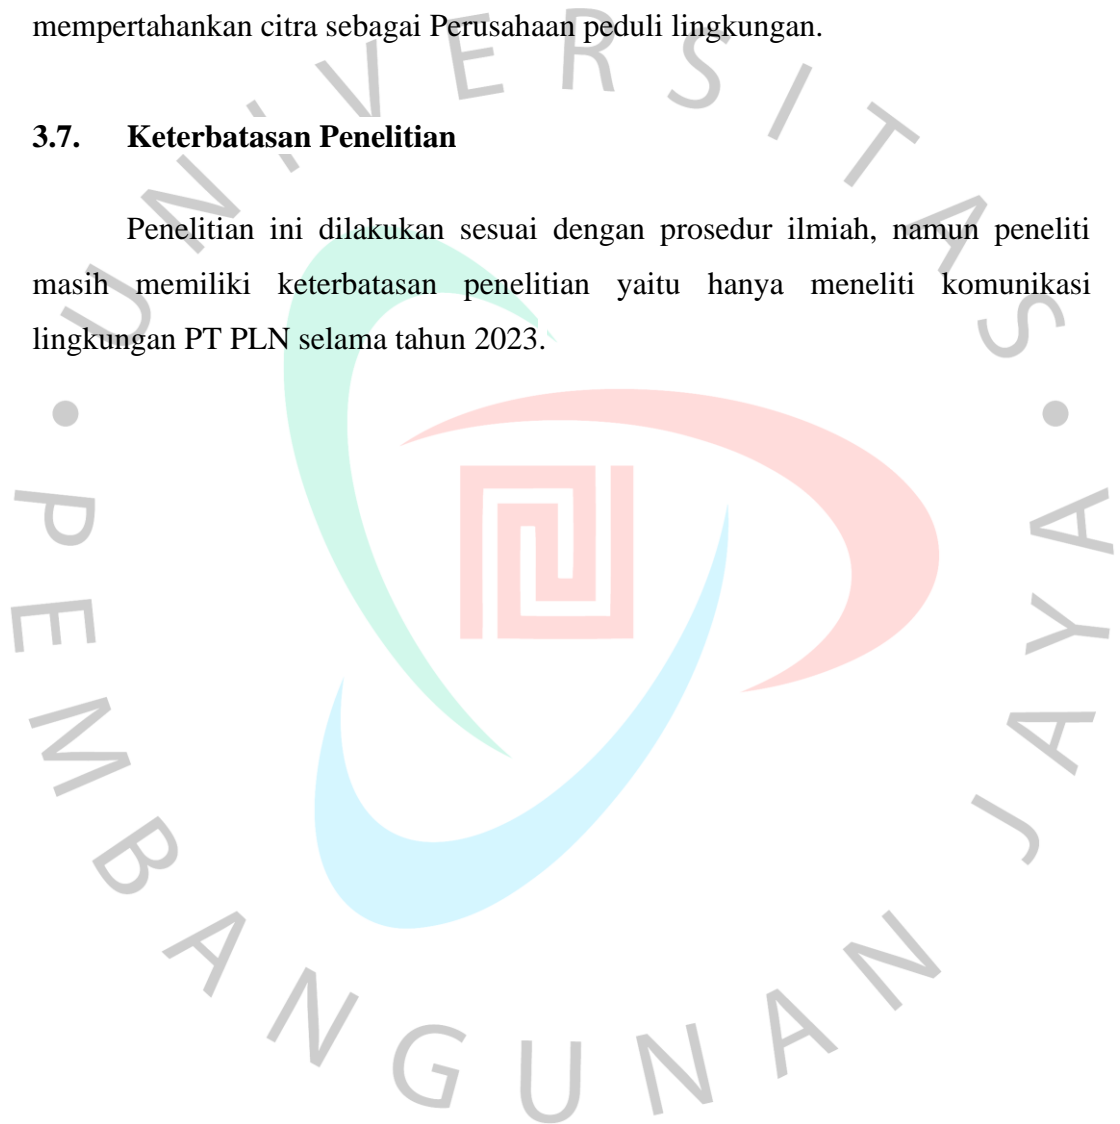 mempertahankan citra sebagai Perusahaan peduli lingkungan.
3.7. Keterbatasan Penelitian
Penelitian ini dilakukan sesuai dengan prosedur ilmiah, namun peneliti
masih memiliki keterbatasan penelitian yaitu hanya meneliti komunikasi
lingkungan PT PLN selama tahun 2023.
UNIVERSITAS • PEMBANGUNAN JAYA •